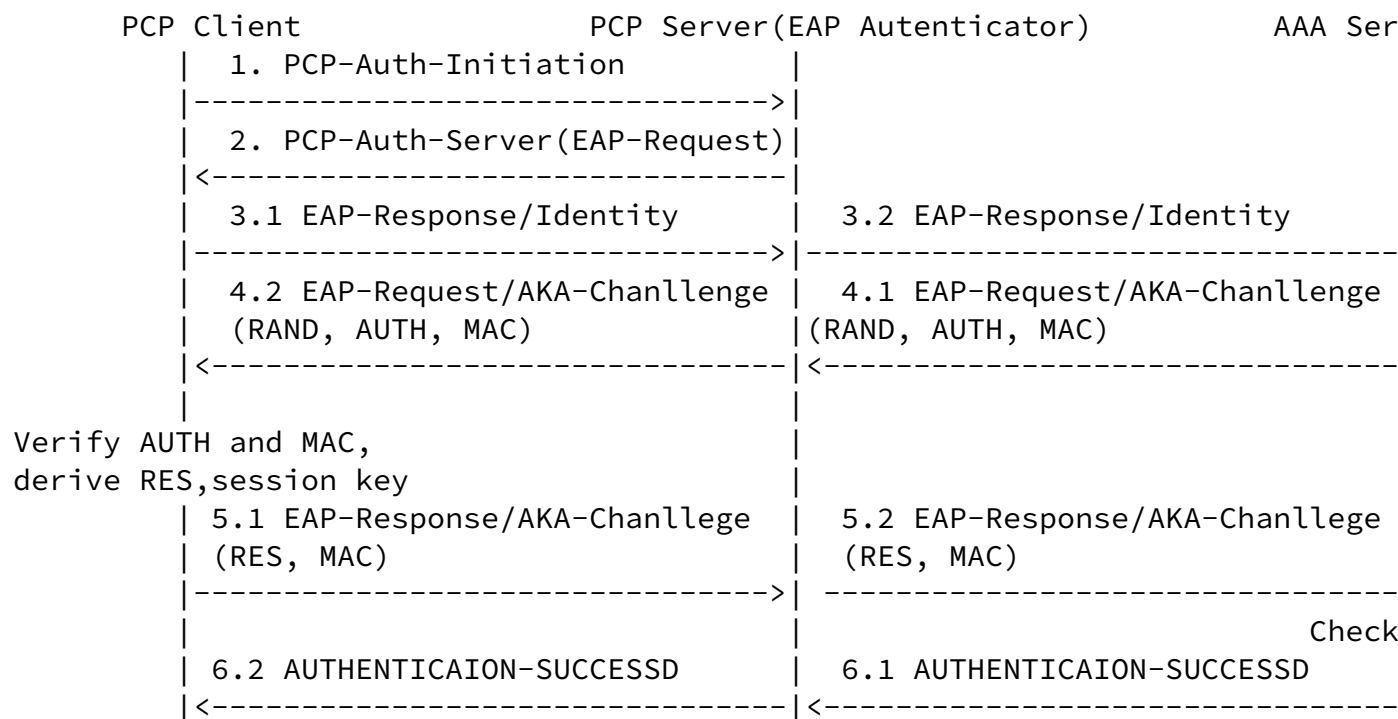 PCP Client PCP Server(EAP Autenticator) AAA Ser
1. PCP-Auth-Initiation
2. PCP-Auth-Server(EAP-Request)
3.1 EAP-Response/Identity 3.2 EAP-Response/Identity
4.2 EAP-Request/AKA-Chanllenge 4.1 EAP-Request/AKA-Chanllenge
(RAND, AUTH, MAC) (RAND, AUTH, MAC)
Verify AUTH and MAC,
derive RES,session key
5.1 EAP-Response/AKA-Chanllege 5.2 EAP-Response/AKA-Chanllege
(RES, MAC) (RES, MAC)
Check
6.2 AUTHENTICAION-SUCCESSD 6.1 AUTHENTICAION-SUCCESSD